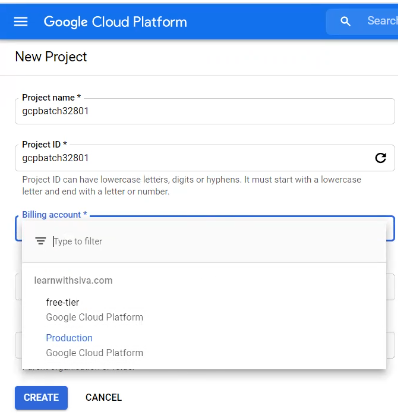 Google Cloud Platform
Search
New Project
Project name *
gcpbatch32801
Project ID *
gcpbatch32801
Project ID can have lowercase letters, digits or hyphens. It must start with a lowercase
letter and end with a letter or number.
Billing account *
Type to filter
learnwithsiva.com
free-tier
Google Cloud Platform
Production
Google Cloud Platform
CREATE
CANCEL